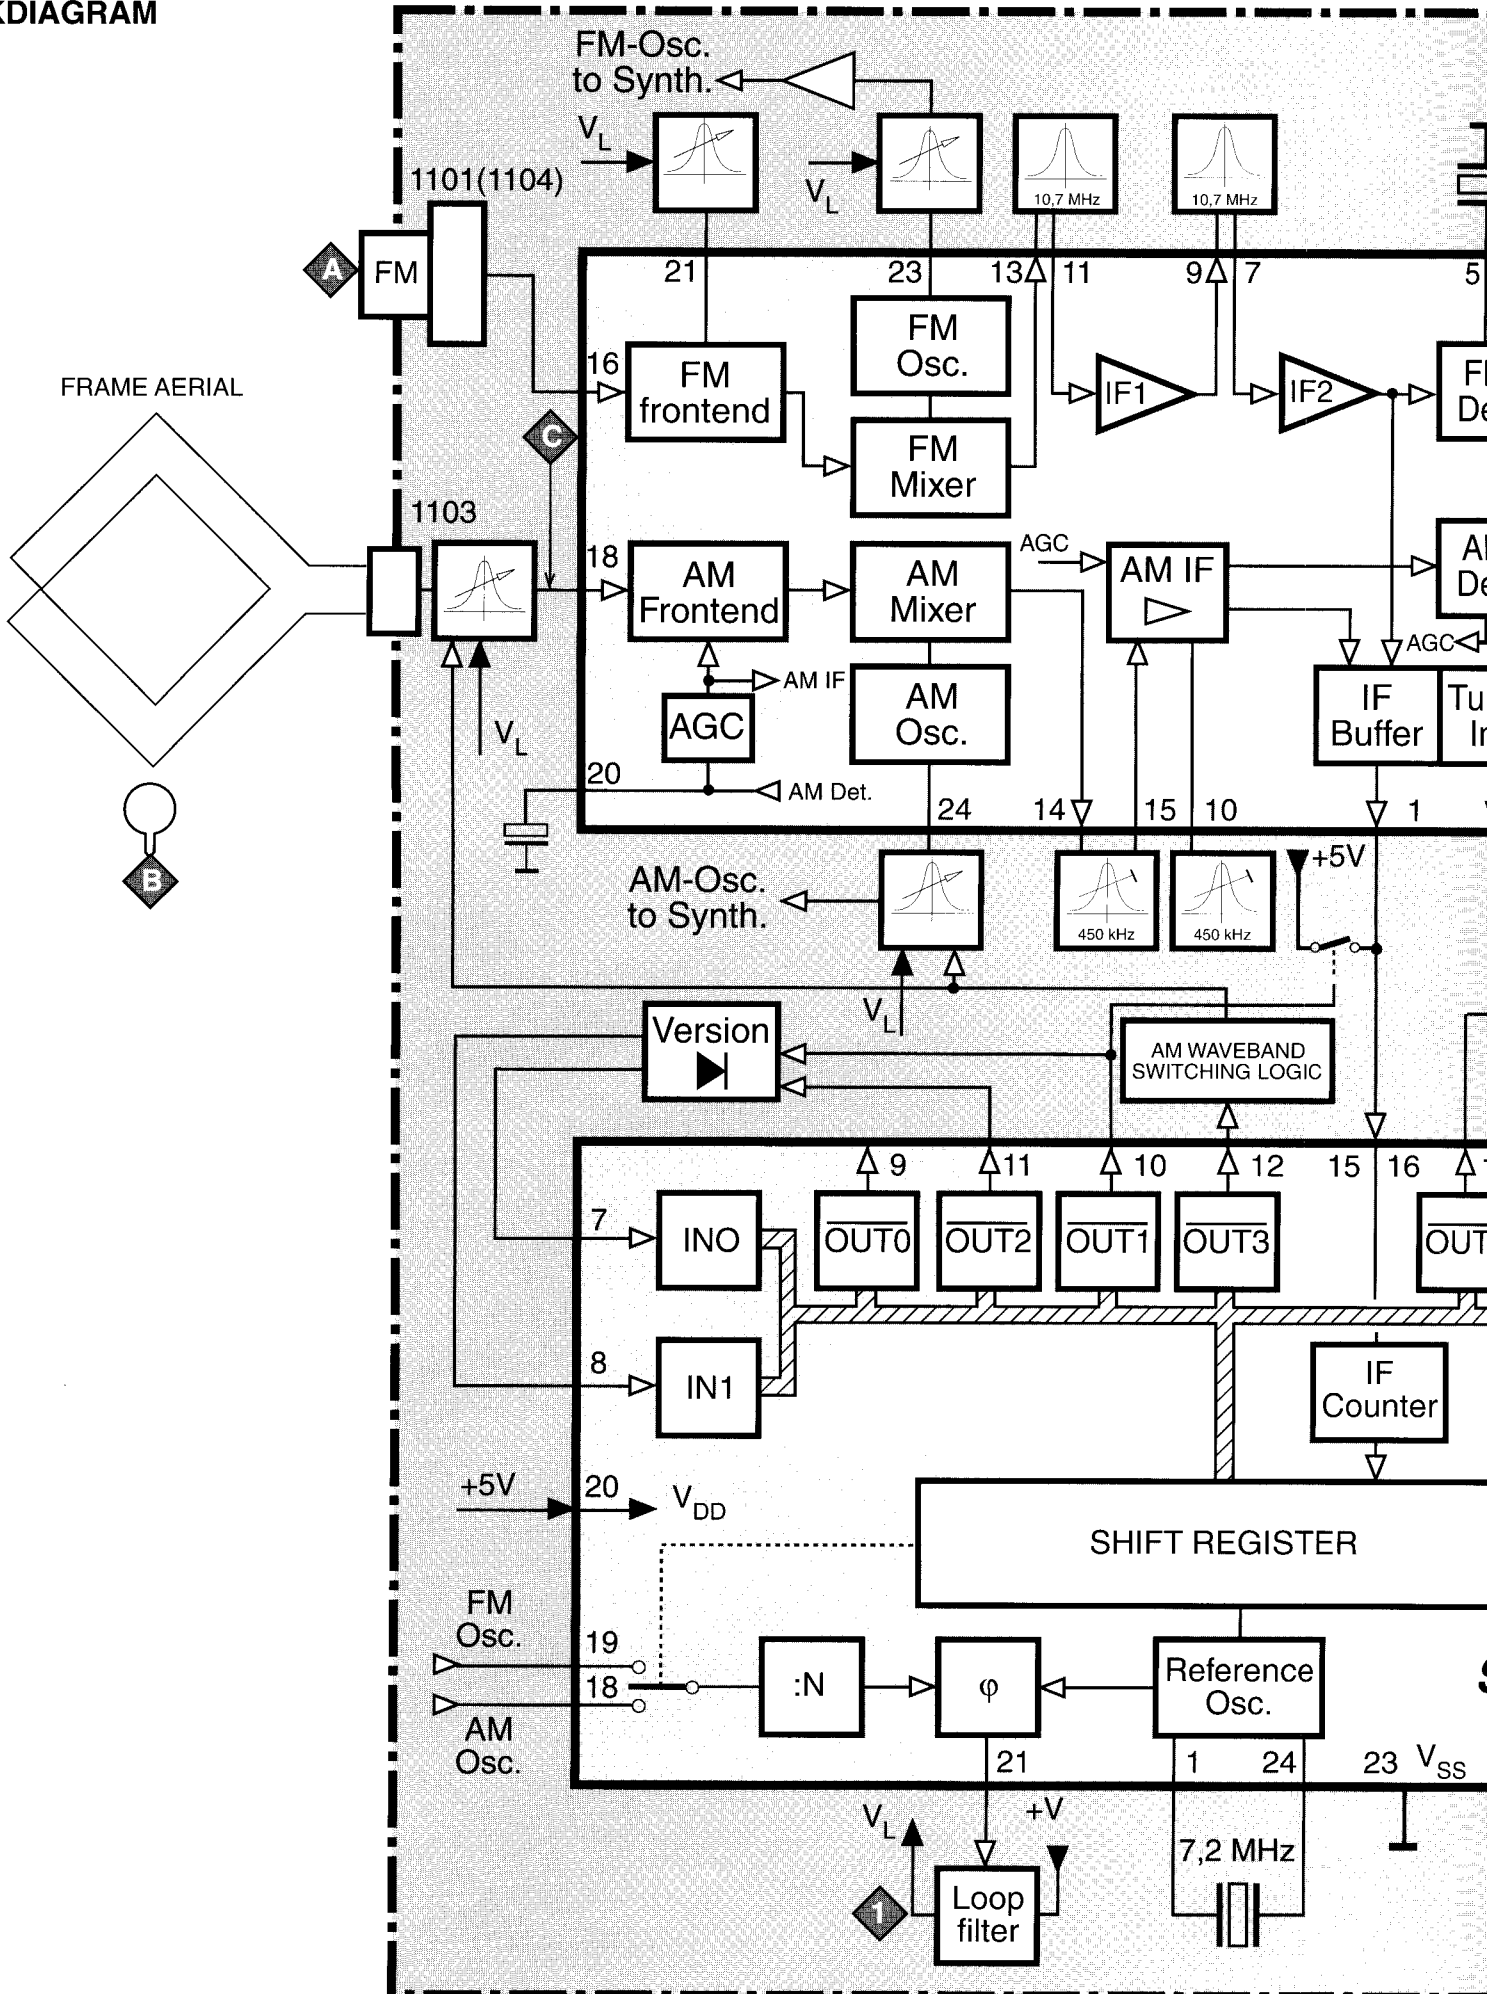 KDIAGRAM
FM-Osc.
to Synth.
VL
VL
10,7 MHz
10,7 MHz
1101(1104)
A
FM
21
23
13
11
9
7
5
FM
Osc.
16
FM
frontend
IF1
IF2
FRAME AERIAL
C
FM
Mixer
1103
18
AM
Frontend
AM
Mixer
AGC
AM IF
AGC
AM IF
AGC
AM
Osc.
IF
Buffer
VL
20
AM Det.
24
14
15
10
1
B
AM-Osc.
to Synth.
450 kHz
450 kHz
+5V
VL
Version
AM WAVEBAND
SWITCHING LOGIC
9
11
10
12
15
16
7
INO
OUT0
OUT2
OUT1
OUT3
OUT
8
IN1
IF
Counter
+5V
20
VDD
SHIFT REGISTER
FM
Osc.
19
18
AM
Osc.
:N
φ
Reference
Osc.
21
1
24
23
VSS
VL
+V
7,2 MHz
1
Loop
filter